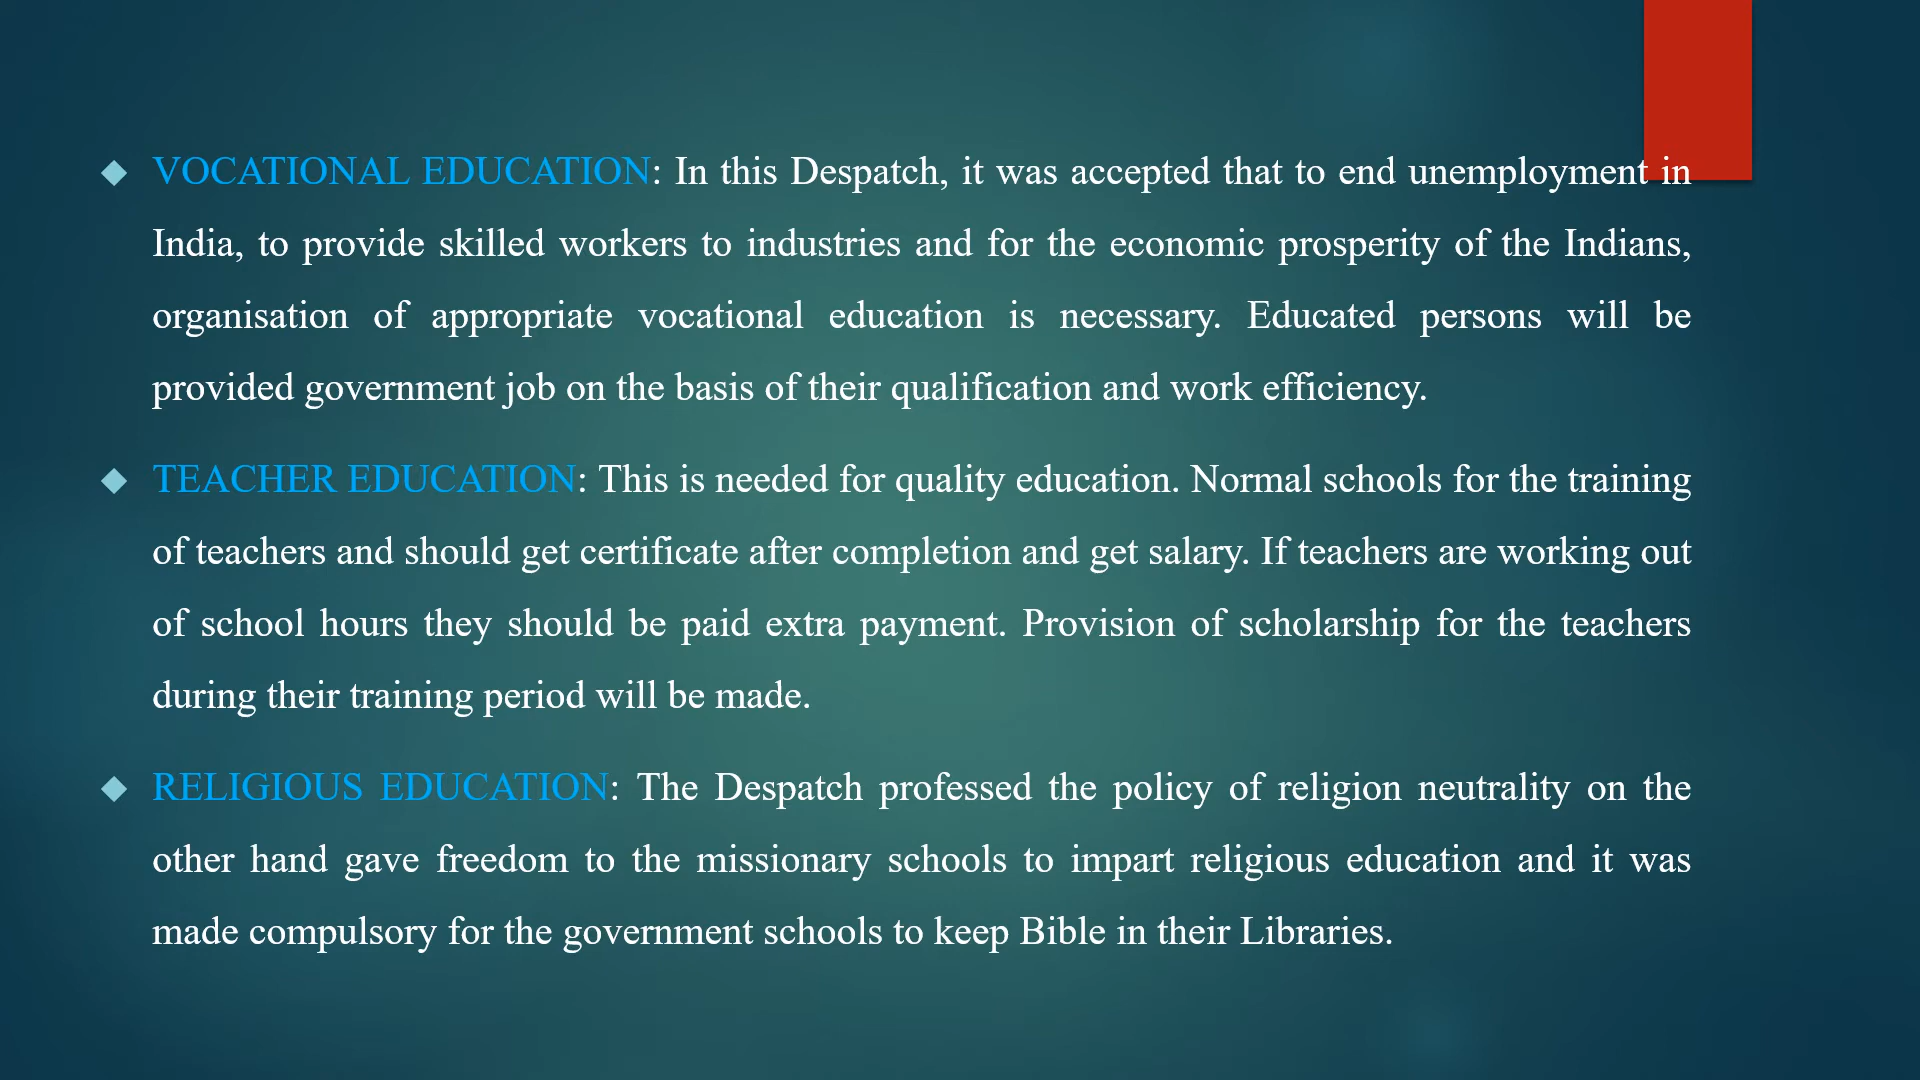 VOCATIONAL EDUCATION: In this Despatch, it was accepted that to end unemployment in
India, to provide skilled workers to industries and for the economic prosperity of the Indians,
organisation of appropriate vocational education is necessary. Educated persons will be
provided government job on the basis of their qualification and work efficiency.
TEACHER EDUCATION: This is needed for quality education. Normal schools for the training
of teachers and should get certificate after completion and get salary. If teachers are working out
of school hours they should be paid extra payment. Provision of scholarship for the teachers
during their training period will be made.
RELIGIOUS EDUCATION: The Despatch professed the policy of religion neutrality on the
other hand gave freedom to the missionary schools to impart religious education and it was
made compulsory for the government schools to keep Bible in their Libraries.